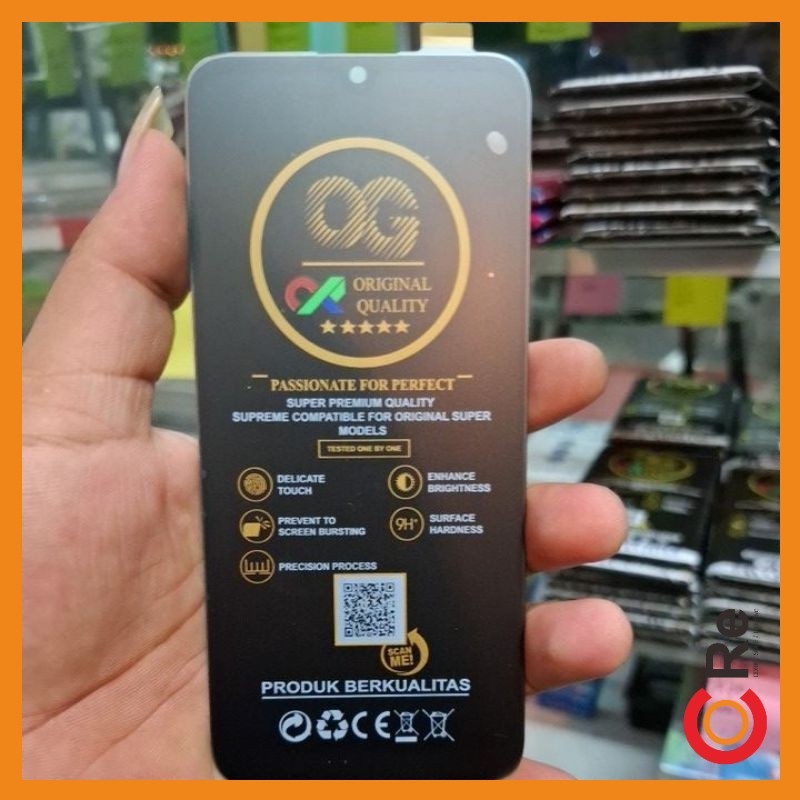 OG
ORIGINAL
QUALITY
PASSIONATE FOR PERFECT
SUPER PREMIUM QUALITY
SUPREME COMPATIBLE FOR ORIGINAL SUPER
MODELS
TESTED ONE BY ONE
DELICATE
TOUCH
ENHANCE
BRIGHTNESS
PREVENT TO
SCREEN BURSTING
9H+
SURFACE
HARDNESS
PRECISION PROCESS
SCAN
ME!
PRODUK BERKUALITAS
CE
CORe